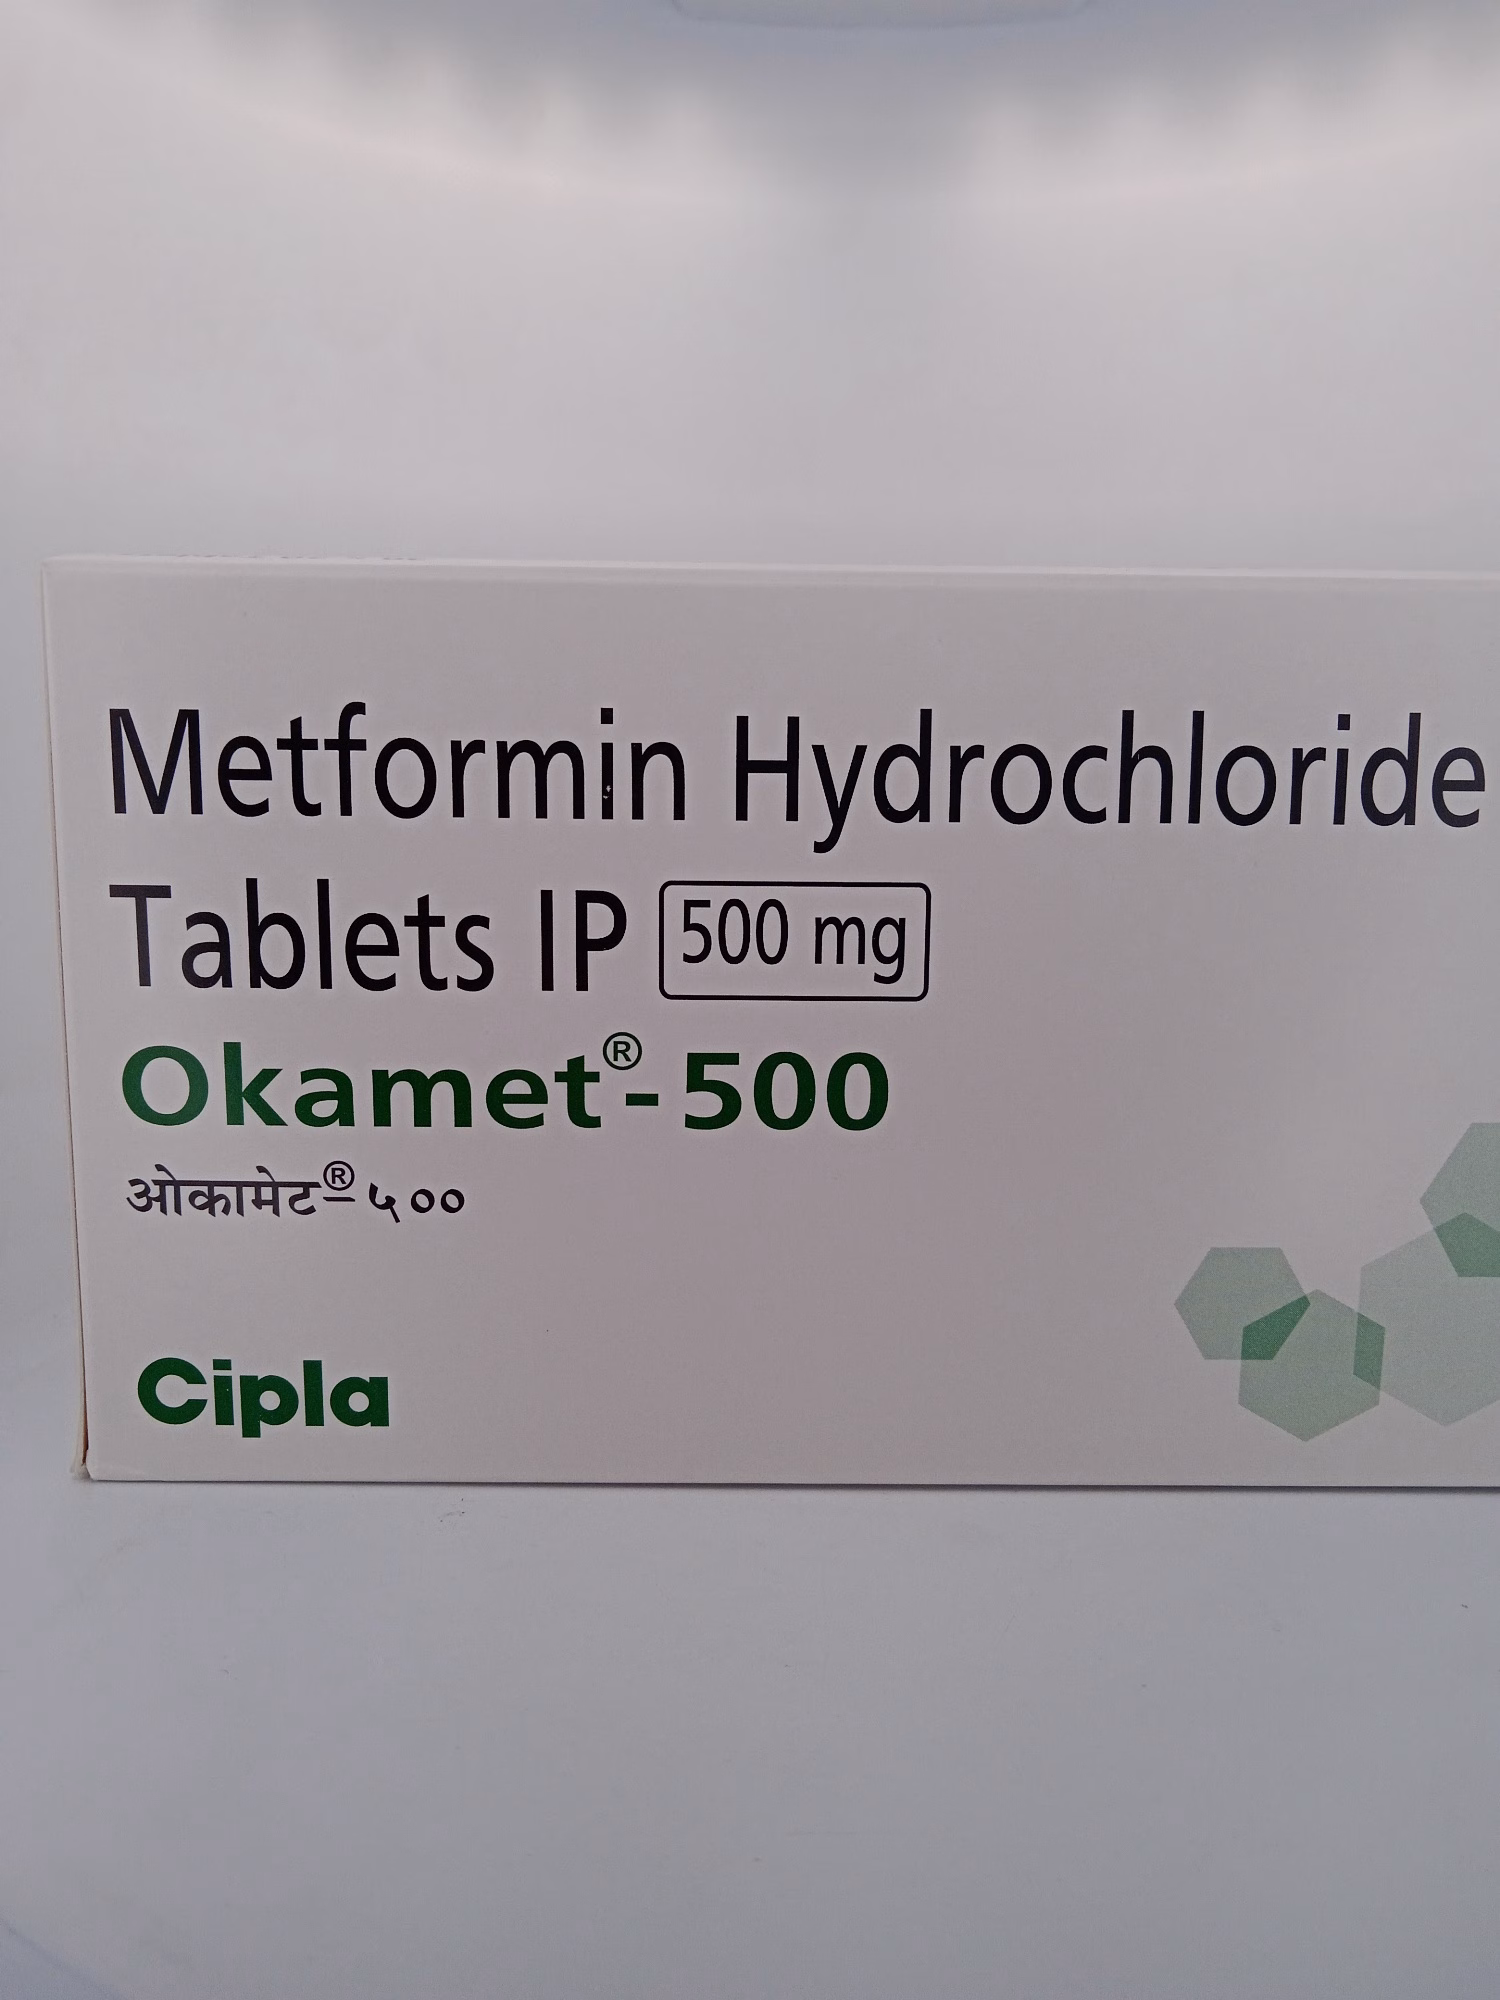 Metformin Hydrochloride
Tablets IP 500 mg
Okamet®-500
ओकामेट®-५००
Cipla